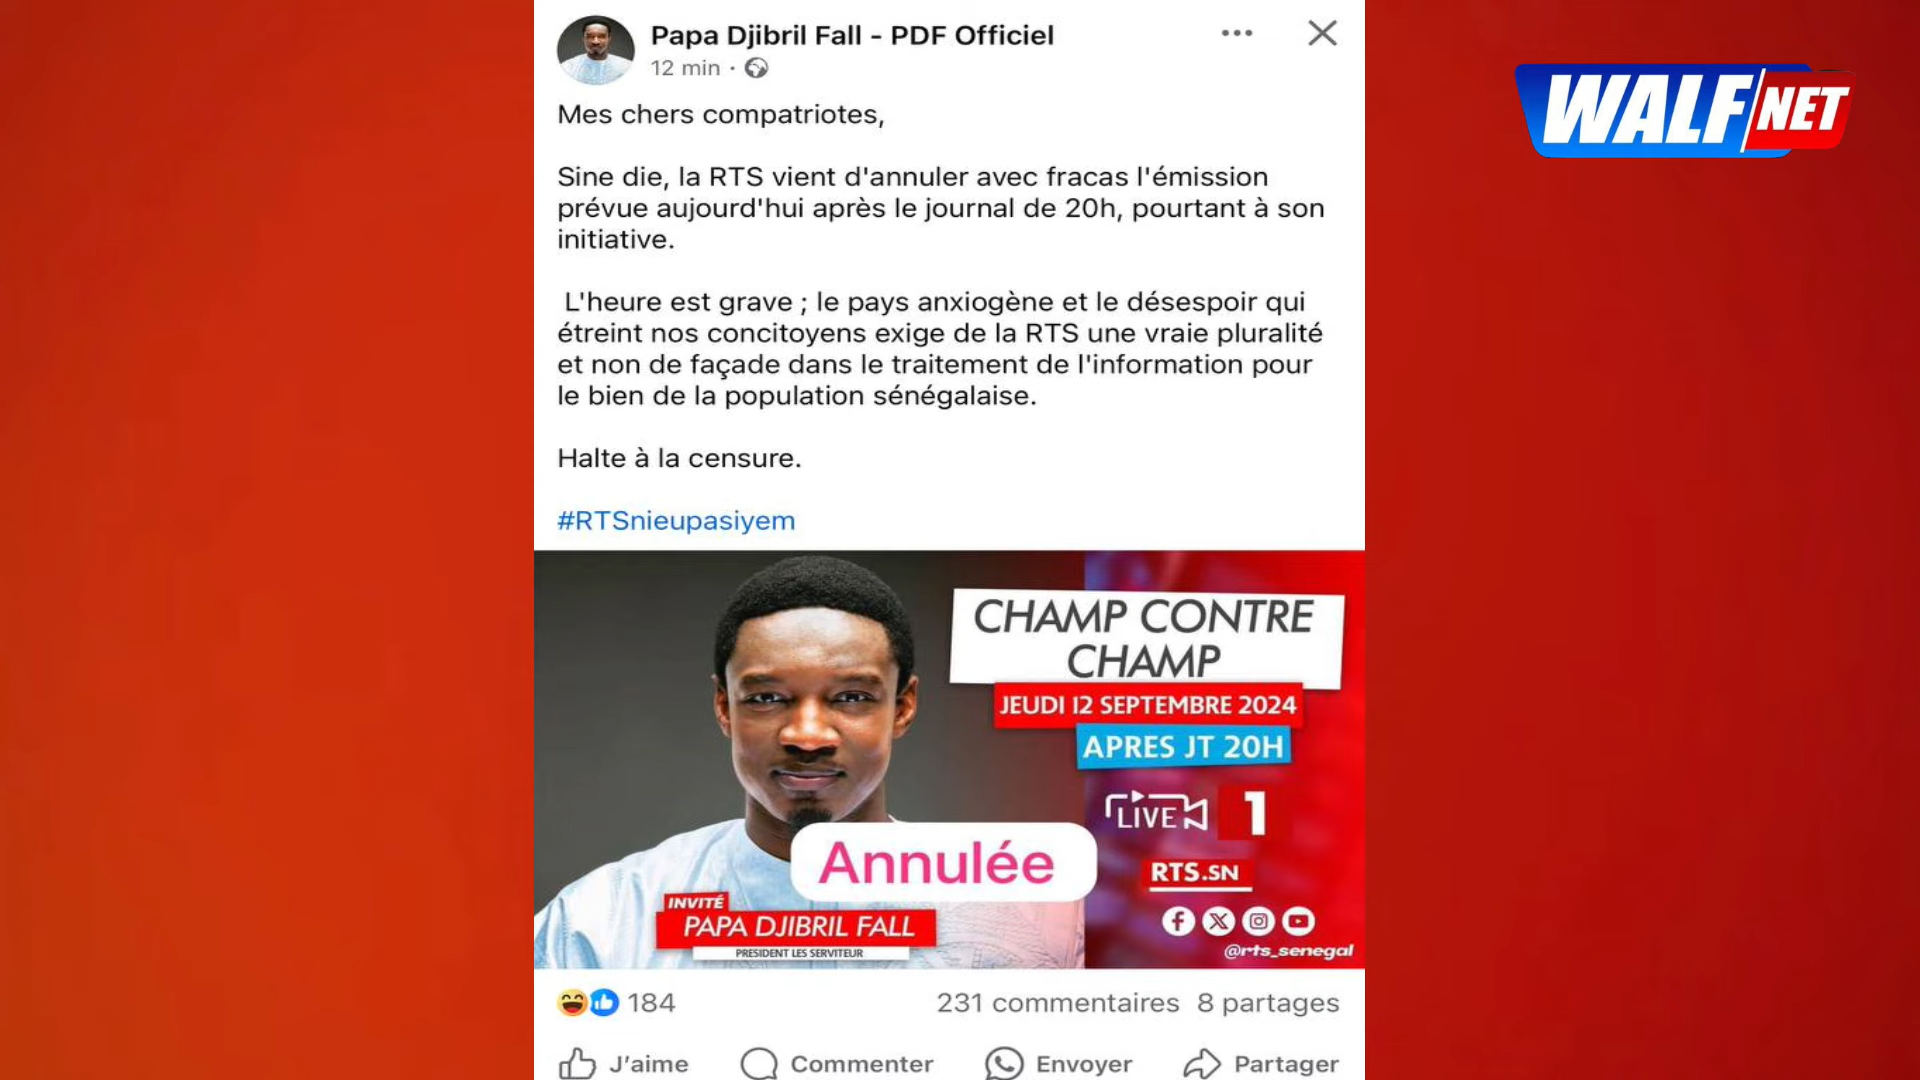 Papa Djibril Fall - PDF Officiel
12 min ·
WALF NET
Mes chers compatriotes,
Sine die, la RTS vient d'annuler avec fracas l'émission
prévue aujourd'hui après le journal de 20h, pourtant à son
initiative.
L'heure est grave ; le pays anxiogène et le désespoir qui
étreint nos concitoyens exige de la RTS une vraie pluralité
et non de façade dans le traitement de l'information pour
le bien de la population sénégalaise.
Halte à la censure.
#RTSnieupasiyem
CHAMP CONTRE
CHAMP
JEUDI 12 SEPTEMBRE 2024
APRES JT 20H
LIVE 1
Annulée
RTS.SN
INVITÉ
PAPA DJIBRIL FALL
PRESIDENT LES SERVITEUR
@rts_senegal
184
231 commentaires 8 partages
J'aime Commenter Envoyer Partager